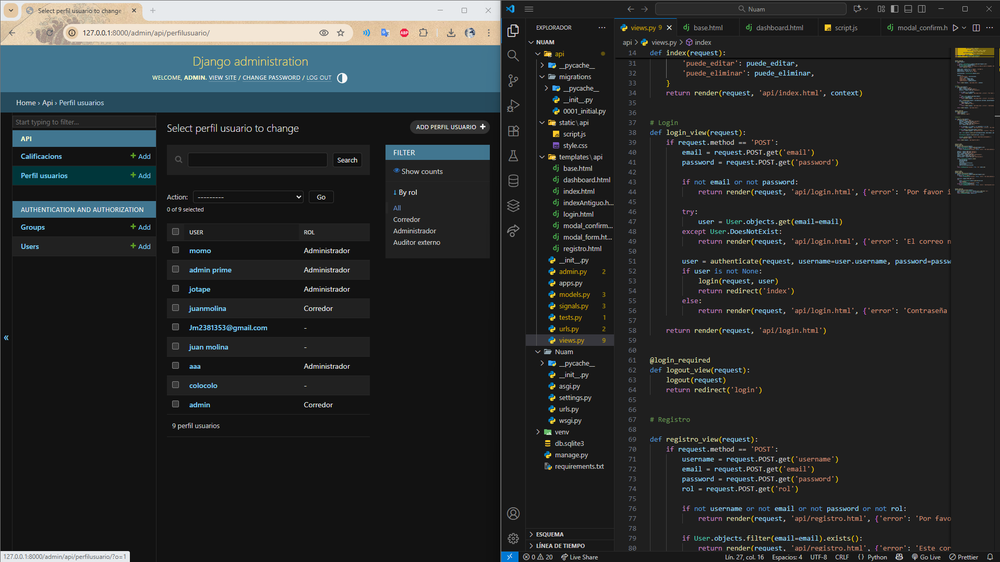 Select perfil usuario to change
127.0.0.1:8000/admin/api/perfilusuario/
ABP
Django administration
WELCOME, ADMIN. VIEW SITE / CHANGE PASSWORD / LOG OUT
Home › Api › Perfil usuarios
Start typing to filter...
API
Calificacions + Add
Perfil usuarios + Add
AUTHENTICATION AND AUTHORIZATION
Groups + Add
Users + Add
«
Select perfil usuario to change
ADD PERFIL USUARIO +
Search
Action: --------- Go
0 of 9 selected
USER ROL
momo Administrador
admin prime Administrador
jotape Administrador
juanmolina Corredor
Jm2381353@gmail.com -
juan molina -
aaa Administrador
colocolo -
admin Corredor
9 perfil usuarios
FILTER
Show counts
↓ By rol
All
Corredor
Administrador
Auditor externo
127.0.0.1:8000/admin/api/perfilusuario/?o=1
Nuam
EXPLORADOR
NUAM
api
__pycache__
migrations
__pycache__
__init__.py
0001_initial.py
static\api
script.js
style.css
templates\api
base.html
dashboard.html
index.html
indexAntiguo.h...
login.html
modal_confirm...
modal_form.ht...
registro.html
__init__.py
admin.py 2
apps.py
models.py 3
signals.py 3
tests.py 1
urls.py 2
views.py 9
Nuam
__pycache__
__init__.py
asgi.py
settings.py
urls.py
wsgi.py
venv
db.sqlite3
manage.py
requirements.txt
ESQUEMA
LÍNEA DE TIEMPO
views.py 9 base.html dashboard.html script.js modal_confirm.h
api > views.py > index
14 def index(request):
31 'puede_editar': puede_editar,
32 'puede_eliminar': puede_eliminar,
33 }
34 return render(request, 'api/index.html', context)
35
36
37 # Login
38 def login_view(request):
39 if request.method == 'POST':
40 email = request.POST.get('email')
41 password = request.POST.get('password')
42
43 if not email or not password:
44 return render(request, 'api/login.html', {'error': 'Por favor i
45
46 try:
47 user = User.objects.get(email=email)
48 except User.DoesNotExist:
49 return render(request, 'api/login.html', {'error': 'El correo n
50
51 user = authenticate(request, username=user.username, password=passw
52 if user is not None:
53 login(request, user)
54 return redirect('index')
55 else:
56 return render(request, 'api/login.html', {'error': 'Contraseña
57
58 return render(request, 'api/login.html')
59
60
61 @login_required
62 def logout_view(request):
63 logout(request)
64 return redirect('login')
65
66
67 # Registro
68
69 def registro_view(request):
70 if request.method == 'POST':
71 username = request.POST.get('username')
72 email = request.POST.get('email')
73 password = request.POST.get('password')
74 rol = request.POST.get('rol')
75
76 if not username or not email or not password or not rol:
77 return render(request, 'api/registro.html', {'error': 'Por favo
78
79 if User.objects.filter(email=email).exists():
80 return render(request, 'api/registro.html', {'error': 'Este cor
0 20 Live Share Lín. 27, col. 16 Espacios: 4 UTF-8 CRLF {} Python Go Live Prettier